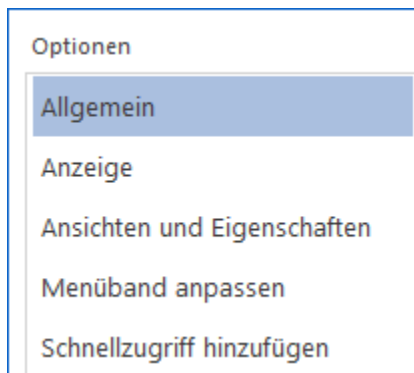 Optionen
Allgemein
Anzeige
Ansichten und Eigenschaften
Menüband anpassen
Schnellzugriff hinzufügen